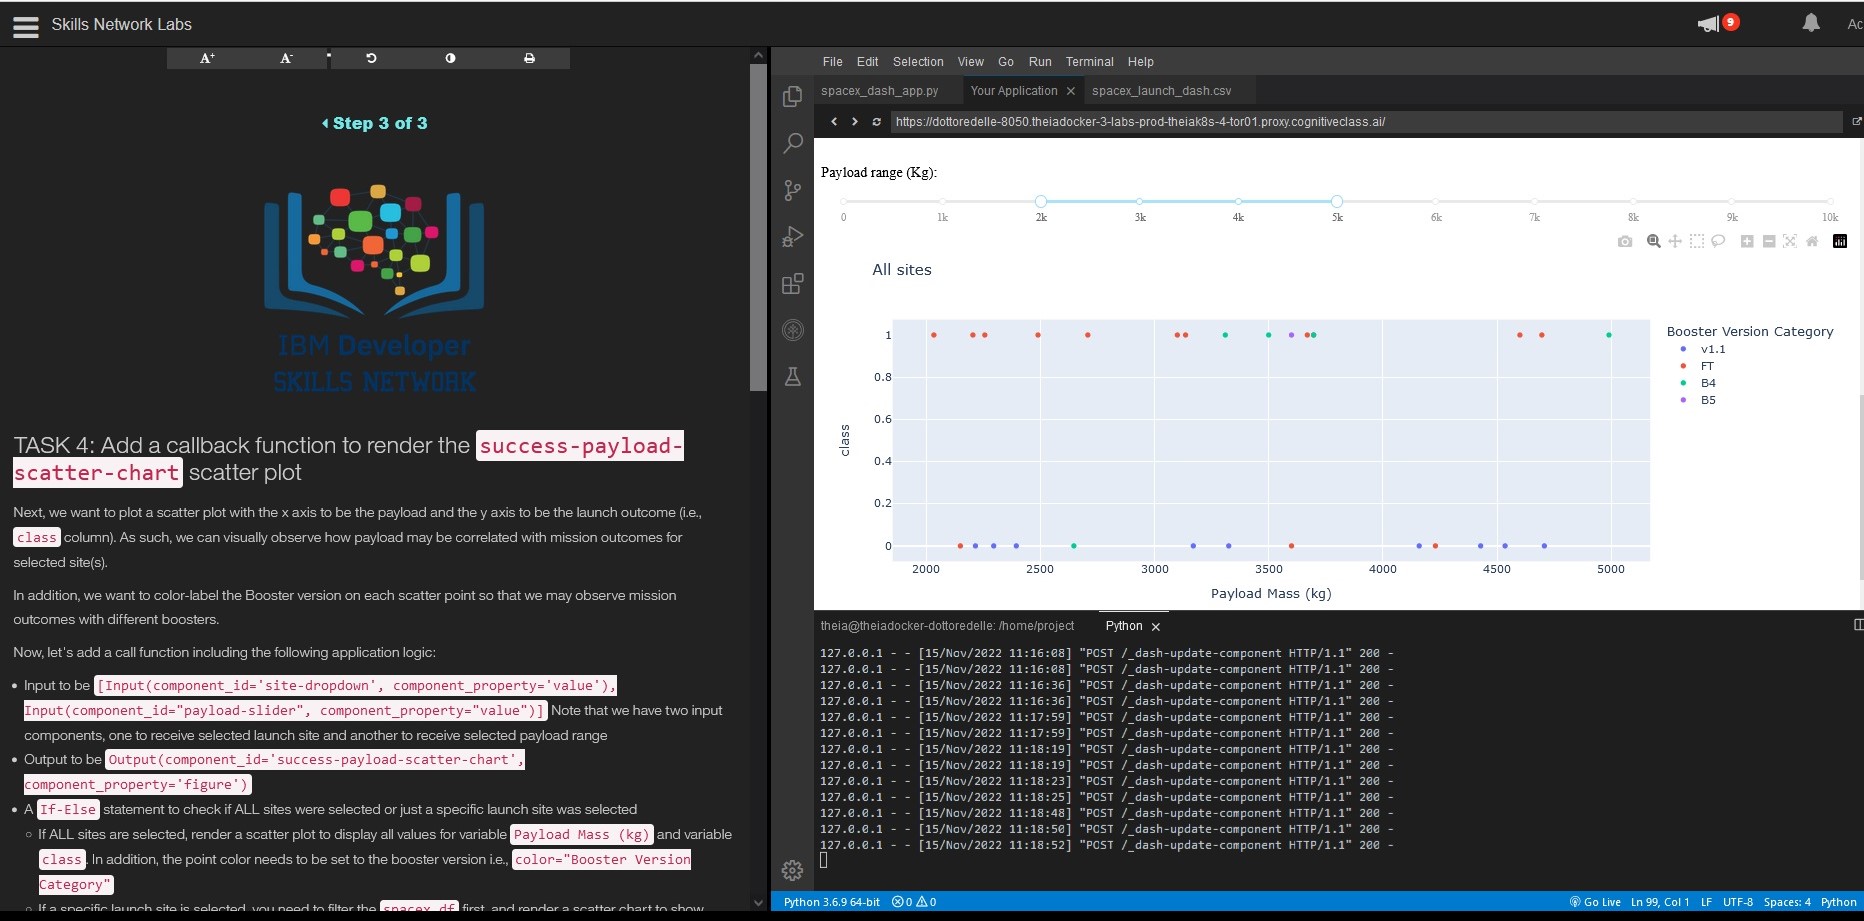 Skills Network Labs
9
Ac
A+ A-
Step 3 of 3
IBM Developer
SKILLS NETWORK
TASK 4: Add a callback function to render the success-payload-
scatter-chart scatter plot
Next, we want to plot a scatter plot with the x axis to be the payload and the y axis to be the launch outcome (i.e.,
class column). As such, we can visually observe how payload may be correlated with mission outcomes for
selected site(s).
In addition, we want to color-label the Booster version on each scatter point so that we may observe mission
outcomes with different boosters.
Now, let's add a call function including the following application logic:
• Input to be [Input(component_id='site-dropdown', component_property='value'),
Input(component_id="payload-slider", component_property="value")] Note that we have two input
components, one to receive selected launch site and another to receive selected payload range
• Output to be Output(component_id='success-payload-scatter-chart',
component_property='figure')
• A If-Else statement to check if ALL sites were selected or just a specific launch site was selected
○ If ALL sites are selected, render a scatter plot to display all values for variable Payload Mass (kg) and variable
class. In addition, the point color needs to be set to the booster version i.e., color="Booster Version
Category"
○ If a specific launch site is selected, you need to filter the spacex_df first, and render a scatter chart to show
File Edit Selection View Go Run Terminal Help
spacex_dash_app.py Your Application × spacex_launch_dash.csv
https://dottoredelle-8050.theiadocker-3-labs-prod-theiak8s-4-tor01.proxy.cognitiveclass.ai/
Payload range (Kg):
0 1k 2k 3k 4k 5k 6k 7k 8k 9k 10k
All sites
Booster Version Category
v1.1
FT
B4
B5
1
0.8
0.6
0.4
0.2
0
class
2000 2500 3000 3500 4000 4500 5000
Payload Mass (kg)
theia@theiadocker-dottoredelle: /home/project Python ×
127.0.0.1 - - [15/Nov/2022 11:16:08] "POST /_dash-update-component HTTP/1.1" 200 -
127.0.0.1 - - [15/Nov/2022 11:16:08] "POST /_dash-update-component HTTP/1.1" 200 -
127.0.0.1 - - [15/Nov/2022 11:16:36] "POST /_dash-update-component HTTP/1.1" 200 -
127.0.0.1 - - [15/Nov/2022 11:16:36] "POST /_dash-update-component HTTP/1.1" 200 -
127.0.0.1 - - [15/Nov/2022 11:17:59] "POST /_dash-update-component HTTP/1.1" 200 -
127.0.0.1 - - [15/Nov/2022 11:17:59] "POST /_dash-update-component HTTP/1.1" 200 -
127.0.0.1 - - [15/Nov/2022 11:18:19] "POST /_dash-update-component HTTP/1.1" 200 -
127.0.0.1 - - [15/Nov/2022 11:18:19] "POST /_dash-update-component HTTP/1.1" 200 -
127.0.0.1 - - [15/Nov/2022 11:18:23] "POST /_dash-update-component HTTP/1.1" 200 -
127.0.0.1 - - [15/Nov/2022 11:18:25] "POST /_dash-update-component HTTP/1.1" 200 -
127.0.0.1 - - [15/Nov/2022 11:18:48] "POST /_dash-update-component HTTP/1.1" 200 -
127.0.0.1 - - [15/Nov/2022 11:18:50] "POST /_dash-update-component HTTP/1.1" 200 -
127.0.0.1 - - [15/Nov/2022 11:18:52] "POST /_dash-update-component HTTP/1.1" 200 -
Python 3.6.9 64-bit 0 0 Go Live Ln 99, Col 1 LF UTF-8 Spaces: 4 Python